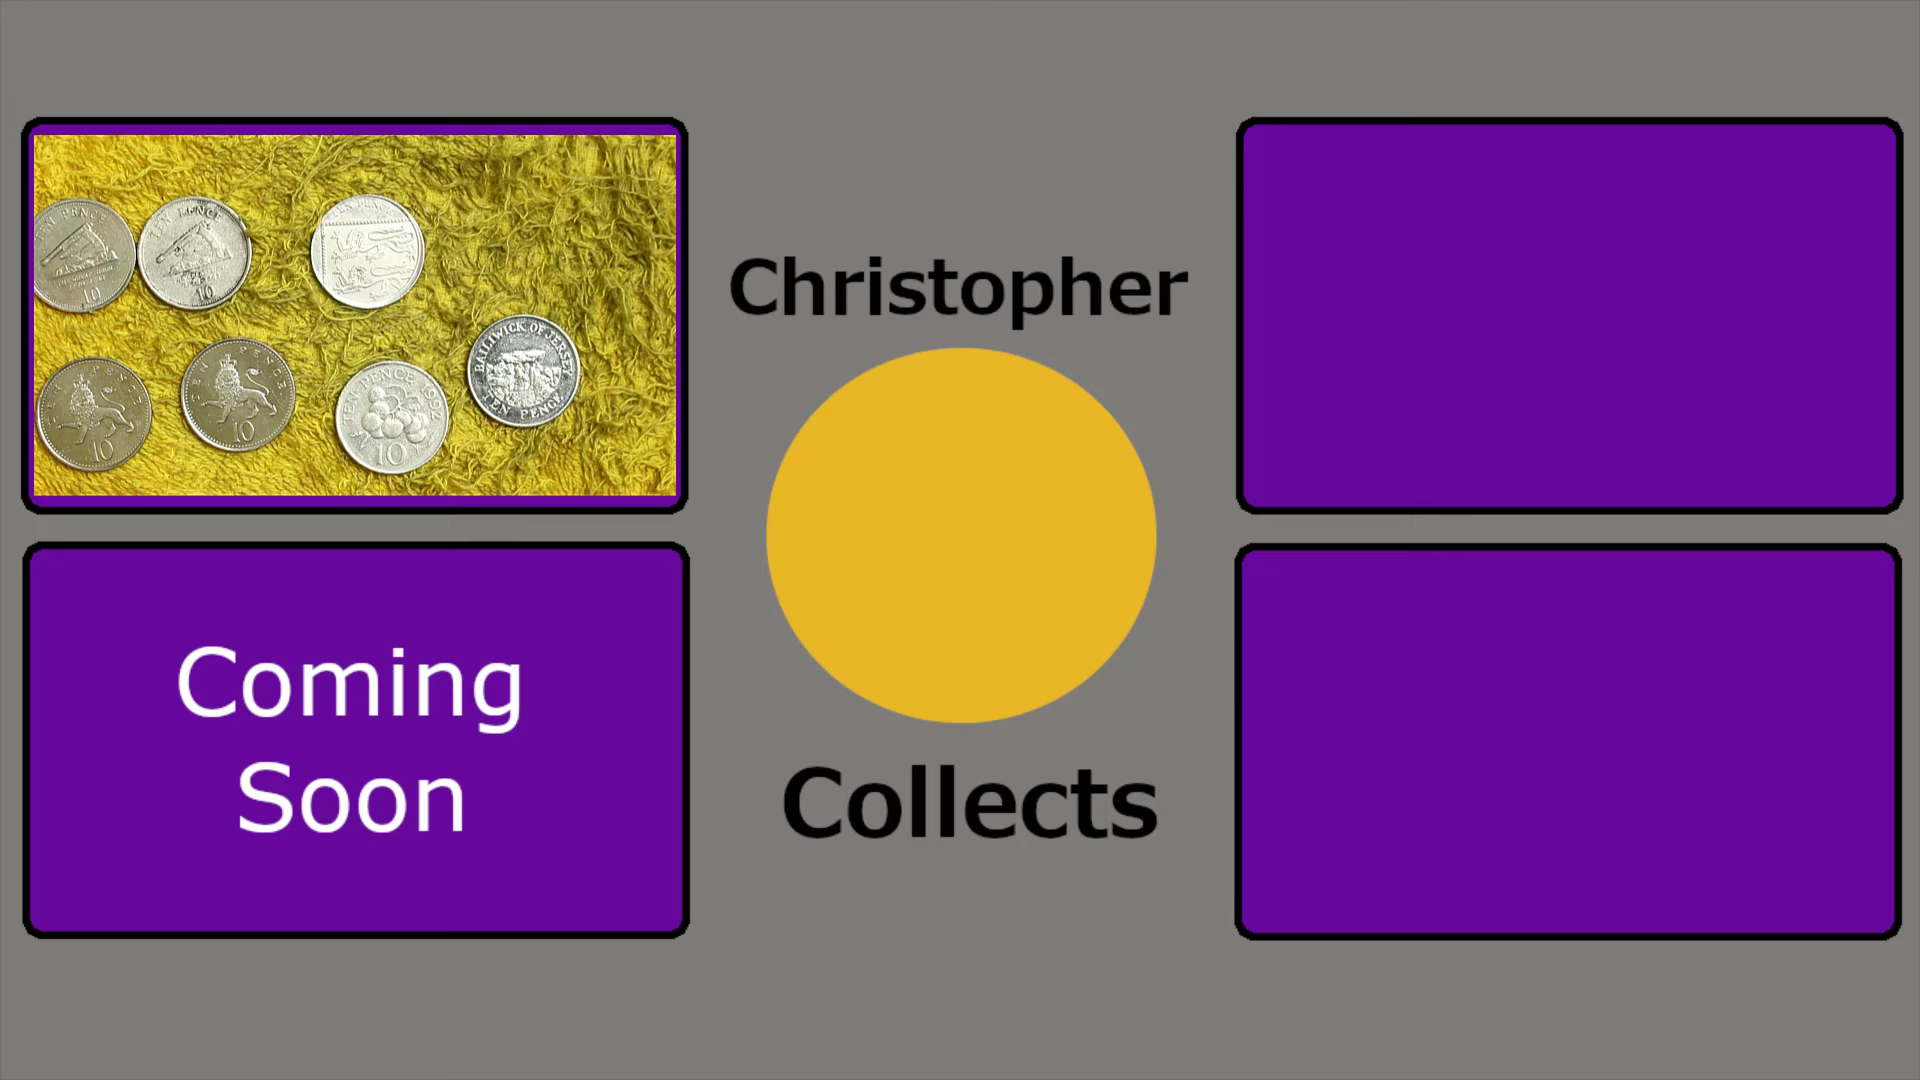 TEN PENCE
10
TEN PENCE
10
TEN PENCE
10
TEN PENCE
10
TEN PENCE 1992
10
BAILIWICK OF JERSEY
TEN PENCE
Coming
Soon
Christopher
Collects